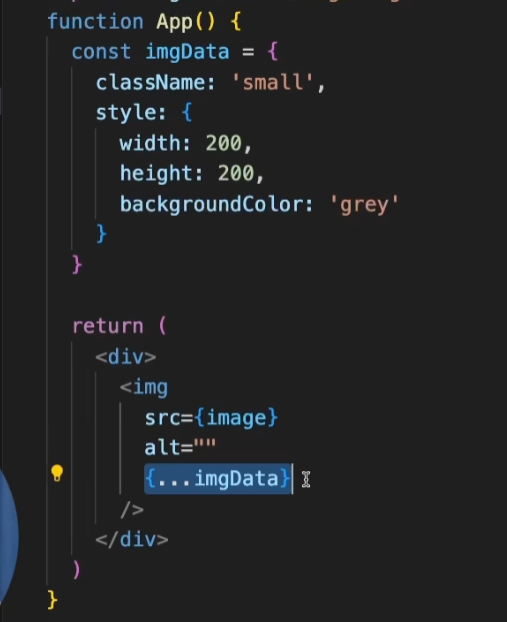 function App() {
  const imgData = {
    className: 'small',
    style: {
      width: 200,
      height: 200,
      backgroundColor: 'grey'
    }
  }
  return (
    <div>
      <img
        src={image}
        alt=""
        {...imgData}
      />
    </div>
  )
}